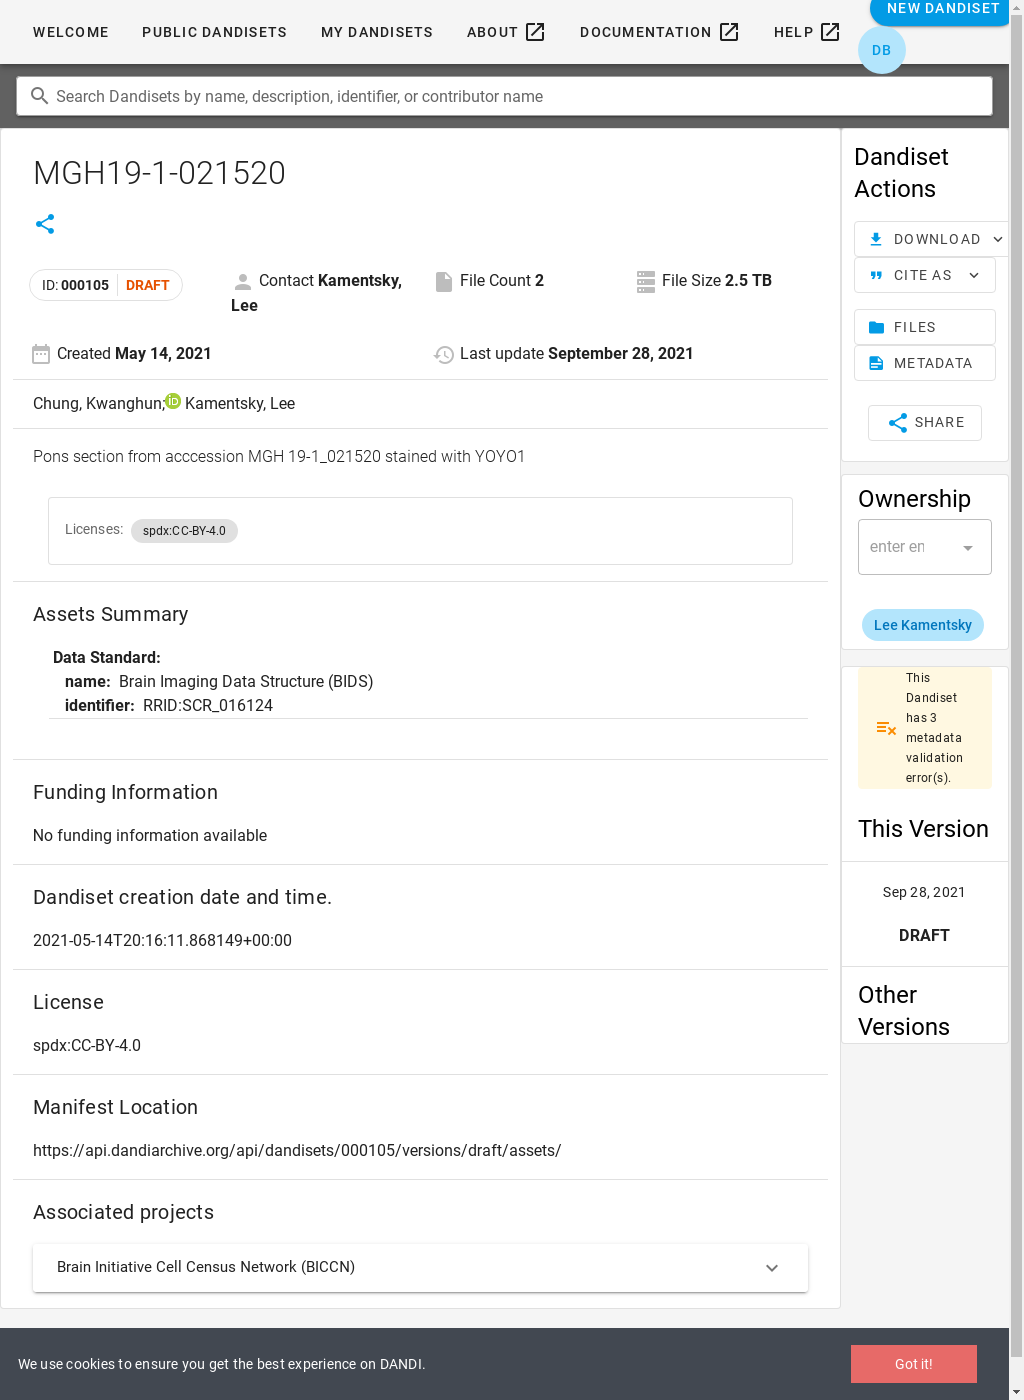 WELCOME PUBLIC DANDISETS MY DANDISETS ABOUT DOCUMENTATION HELP NEW DANDISET
DB
Search Dandisets by name, description, identifier, or contributor name
MGH19-1-021520
ID: 000105 DRAFT
Contact Kamentsky, Lee
File Count 2
File Size 2.5 TB
Created May 14, 2021
Last update September 28, 2021
Chung, Kwanghun; Kamentsky, Lee
Pons section from acccession MGH 19-1_021520 stained with YOYO1
Licenses: spdx:CC-BY-4.0
Assets Summary
Data Standard:
name: Brain Imaging Data Structure (BIDS)
identifier: RRID:SCR_016124
Funding Information
No funding information available
Dandiset creation date and time.
2021-05-14T20:16:11.868149+00:00
License
spdx:CC-BY-4.0
Manifest Location
https://api.dandiarchive.org/api/dandisets/000105/versions/draft/assets/
Associated projects
Brain Initiative Cell Census Network (BICCN)
Dandiset
Actions
DOWNLOAD
CITE AS
FILES
METADATA
SHARE
Ownership
enter en
Lee Kamentsky
This
Dandiset
has 3
metadata
validation
error(s).
This Version
Sep 28, 2021
DRAFT
Other
Versions
We use cookies to ensure you get the best experience on DANDI.
Got it!